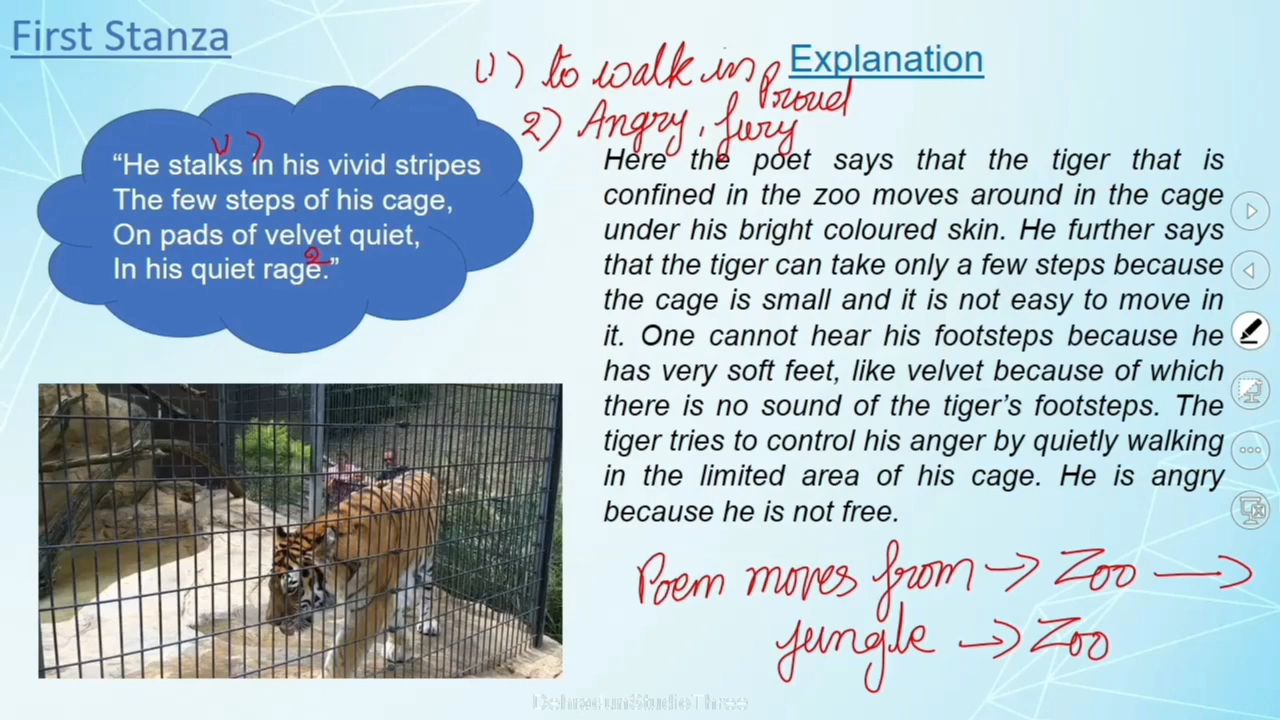 First Stanza
1) to walk in Proud
2) Angry, fury
Explanation
1)
“He stalks in his vivid stripes
The few steps of his cage,
On pads of velvet quiet,
2
In his quiet rage.”
Here the poet says that the tiger that is
confined in the zoo moves around in the cage
under his bright coloured skin. He further says
that the tiger can take only a few steps because
the cage is small and it is not easy to move in
it. One cannot hear his footsteps because he
has very soft feet, like velvet because of which
there is no sound of the tiger’s footsteps. The
tiger tries to control his anger by quietly walking
in the limited area of his cage. He is angry
because he is not free.
Poem moves from → Zoo →
jungle → Zoo
DehradunStudioThree